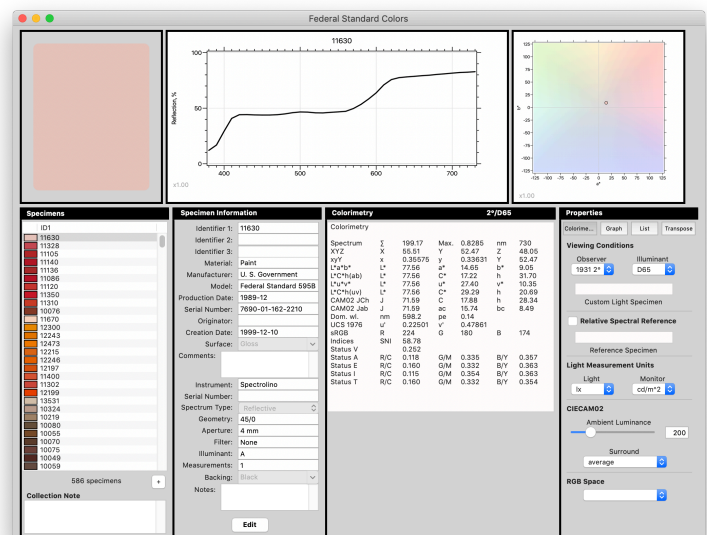 Federal Standard Colors
11630
100
50
0
Reflection, %
400
500
600
700
x1.00
125
100
75
50
25
0
-25
-50
-75
-100
-125
b*
-125 -100 -75 -50 -25 0 25 50 75 100 125
a*
x1.00
Specimens
ID1
11630
11328
11105
11140
11136
11086
11120
11350
11310
10076
11670
12300
12243
12473
12215
12246
12197
11400
11302
12199
13531
10324
10219
10080
10055
10070
10075
10049
10059
586 specimens
+
Collection Note
Specimen Information
Identifier 1: 11630
Identifier 2:
Identifier 3:
Material: Paint
Manufacturer: U. S. Government
Model: Federal Standard 595B
Production Date: 1989-12
Serial Number: 7690-01-162-2210
Originator:
Creation Date: 1999-12-10
Surface: Gloss
Comments:
Instrument: Spectrolino
Serial Number:
Spectrum Type: Reflective
Geometry: 45/0
Aperture: 4 mm
Filter: None
Illuminant: A
Measurements: 1
Backing: Black
Notes:
Edit
Colorimetry 2°/D65
Colorimetry
Spectrum Σ 199.17 Max. 0.8285 nm 730
XYZ X 55.51 Y 52.47 Z 48.05
xyY x 0.35575 y 0.33631 Y 52.47
L*a*b* L* 77.56 a* 14.65 b* 9.05
L*C*h(ab) L* 77.56 C* 17.22 h 31.70
L*u*v* L* 77.56 u* 27.40 v* 10.35
L*C*h(uv) L* 77.56 C* 29.29 h 20.69
CAM02 JCh J 71.59 C 17.88 h 28.34
CAM02 Jab J 71.59 ac 15.74 bc 8.49
Dom. wl. nm 598.2 pe 0.14
UCS 1976 u' 0.22501 v' 0.47861
sRGB R 224 G 180 B 174
Indices SNI 58.78
Status V 0.252
Status A R/C 0.118 G/M 0.335 B/Y 0.357
Status E R/C 0.160 G/M 0.332 B/Y 0.363
Status I R/C 0.115 G/M 0.354 B/Y 0.363
Status T R/C 0.160 G/M 0.332 B/Y 0.354
Properties
Colorime... Graph List Transpose
Viewing Conditions
Observer Illuminant
1931 2° D65
Custom Light Specimen
Relative Spectral Reference
Reference Specimen
Light Measurement Units
Light Monitor
lx cd/m^2
CIECAM02
Ambient Luminance
200
Surround
average
RGB Space